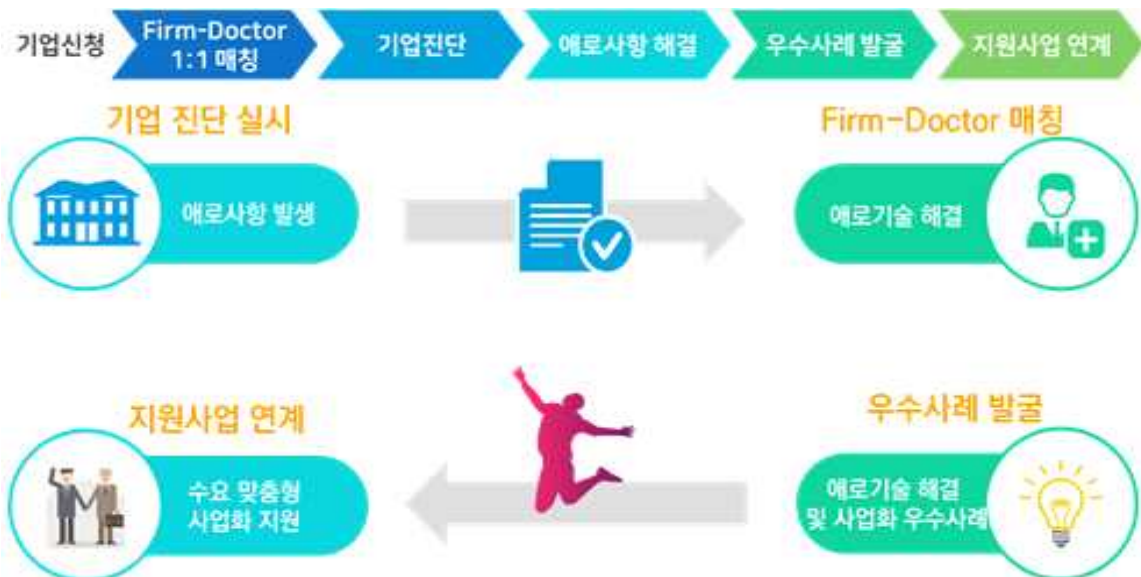 기업신청
Firm-Doctor
1:1 매칭
기업진단
애로사항 해결
우수사례 발굴
지원사업 연계
기업 진단 실시
Firm-Doctor 매칭
애로사항 발생
애로기술 해결
지원사업 연계
우수사례 발굴
수요 맞춤형
사업화 지원
애로기술 해결
및 사업화 우수사례